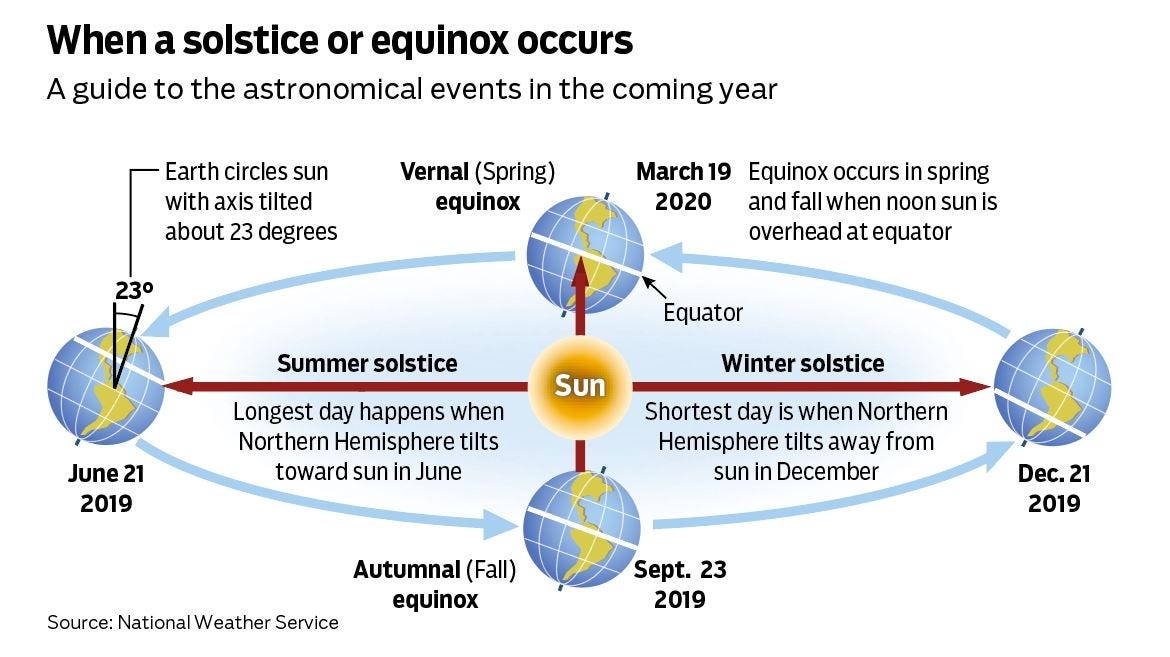 When a solstice or equinox occurs
A guide to the astronomical events in the coming year
Earth circles sun
with axis tilted
about 23 degrees
23º
Vernal (Spring)
equinox
March 19
2020
Equinox occurs in spring
and fall when noon sun is
overhead at equator
Equator
Summer solstice
Longest day happens when
Northern Hemisphere tilts
toward sun in June
Sun
Winter solstice
Shortest day is when Northern
Hemisphere tilts away from
sun in December
June 21
2019
Dec. 21
2019
Autumnal (Fall)
equinox
Sept. 23
2019
Source: National Weather Service